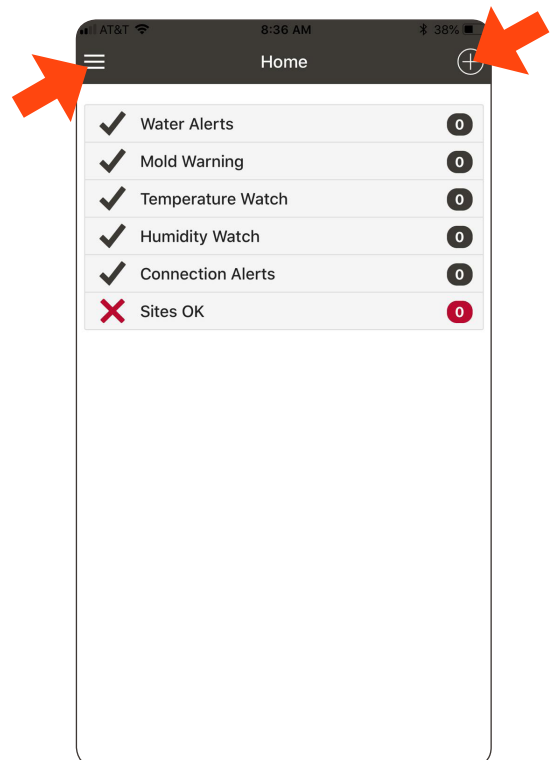 AT&T 8:36 AM 38%
Home
Water Alerts 0
Mold Warning 0
Temperature Watch 0
Humidity Watch 0
Connection Alerts 0
Sites OK 0